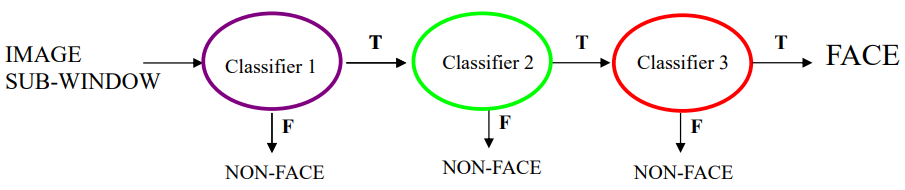 IMAGE
SUB-WINDOW
Classifier 1
T
Classifier 2
T
Classifier 3
T
FACE
F
NON-FACE
F
NON-FACE
F
NON-FACE